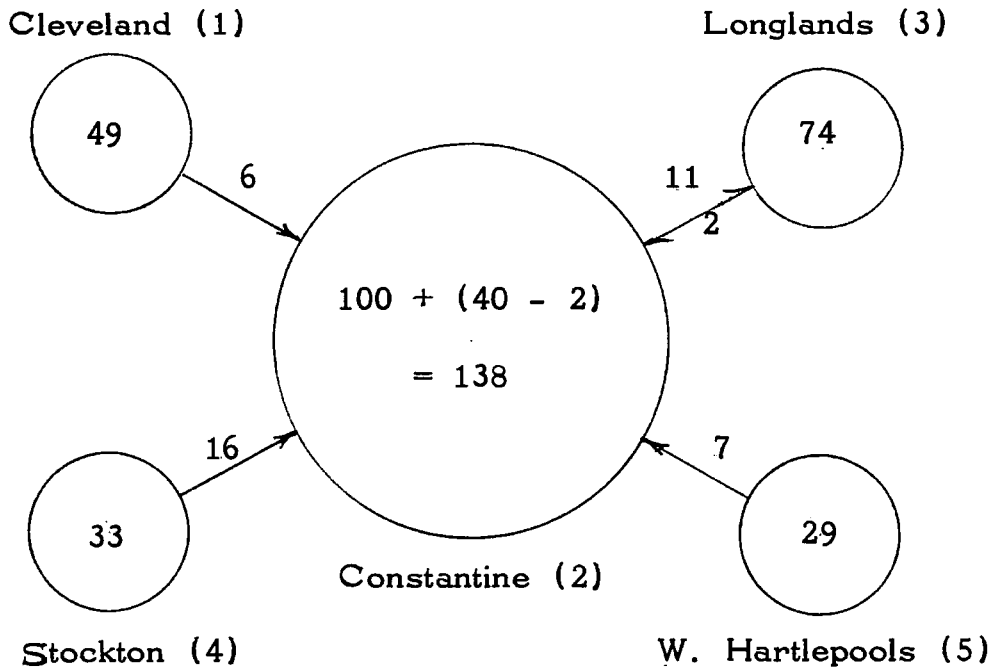 Cleveland (1)
Longlands (3)
49
74
6
11
2
100 + (40 - 2)
= 138
16
7
33
29
Constantine (2)
Stockton (4)
W. Hartlepools (5)